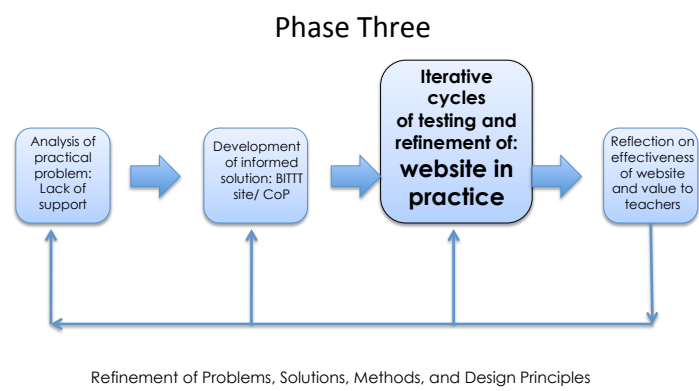 Phase Three
Analysis of
practical
problem:
Lack of
support
Development
of informed
solution: BITTT
site/ CoP
Iterative
cycles
of testing and
refinement of:
website in
practice
Reflection on
effectiveness
of website
and value to
teachers
Refinement of Problems, Solutions, Methods, and Design Principles